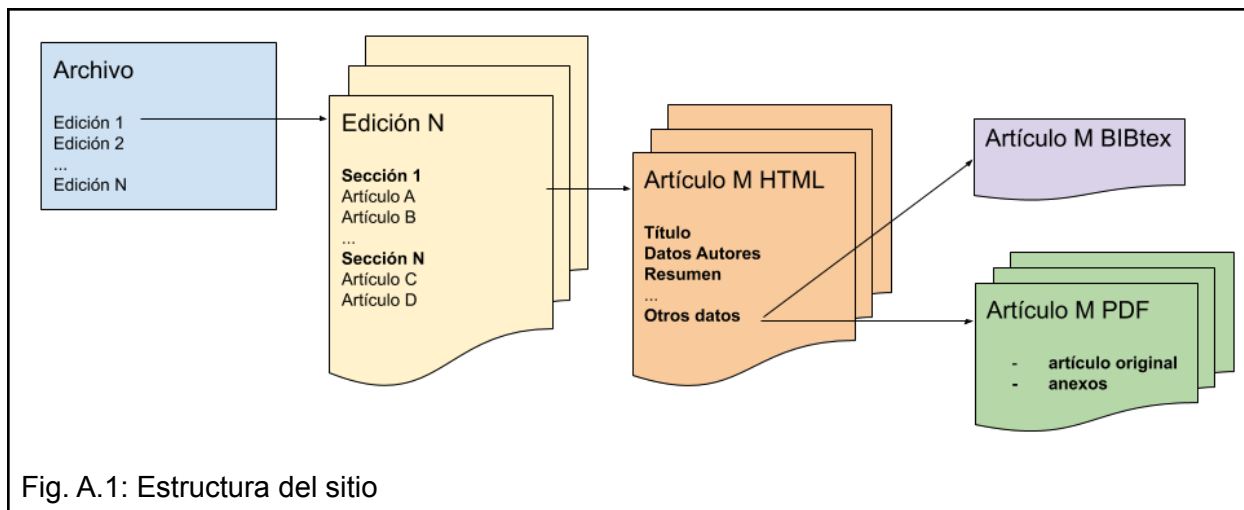 Archivo
Edición 1
Edición 2
...
Edición N
Edición N
Sección 1
Artículo A
Artículo B
...
Sección N
Artículo C
Artículo D
Artículo M HTML
Título
Datos Autores
Resumen
...
Otros datos
Artículo M BIBtex
Artículo M PDF
- artículo original
- anexos
Fig. A.1: Estructura del sitio